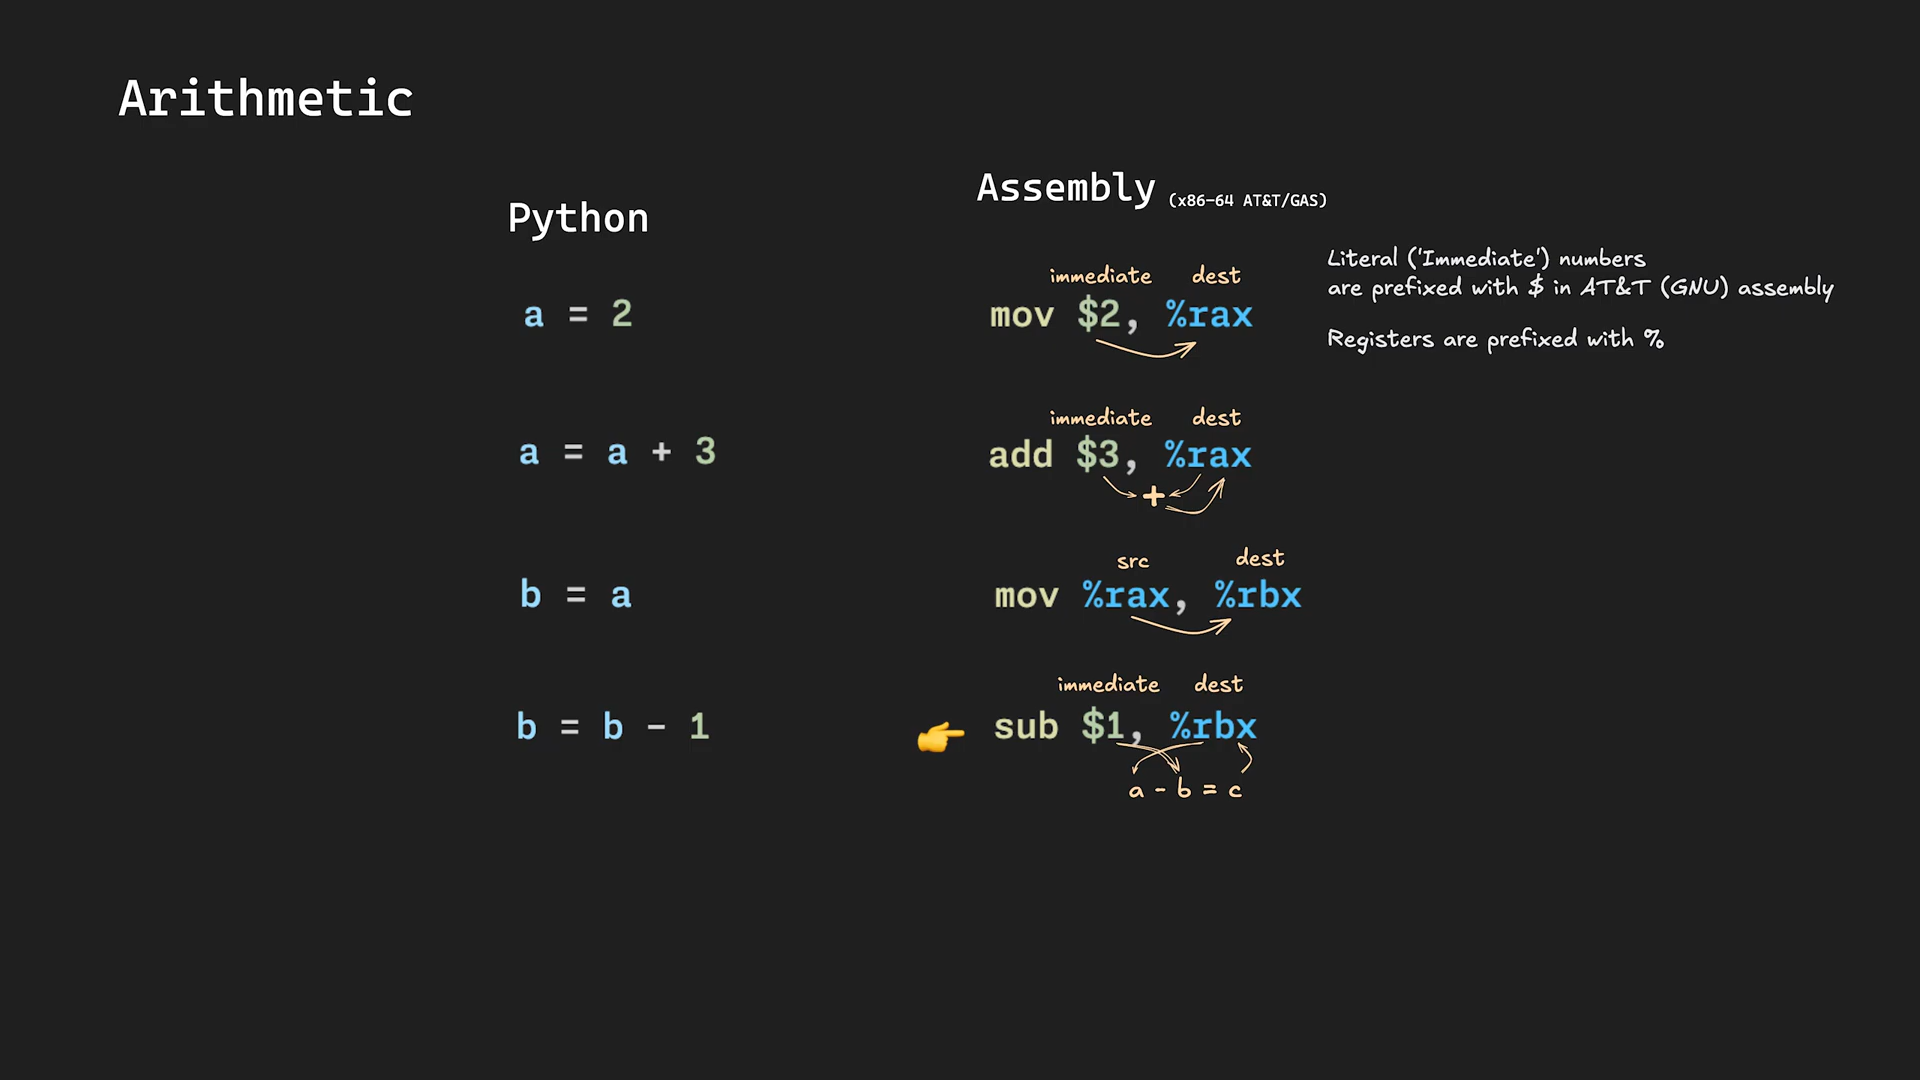 Arithmetic
Python
Assembly (x86-64 AT&T/GAS)
a = 2
immediate dest
mov $2, %rax
Literal ('Immediate') numbers
are prefixed with $ in AT&T (GNU) assembly
Registers are prefixed with %
a = a + 3
immediate dest
add $3, %rax
+
b = a
src dest
mov %rax, %rbx
b = b - 1
immediate dest
sub $1, %rbx
a - b = c